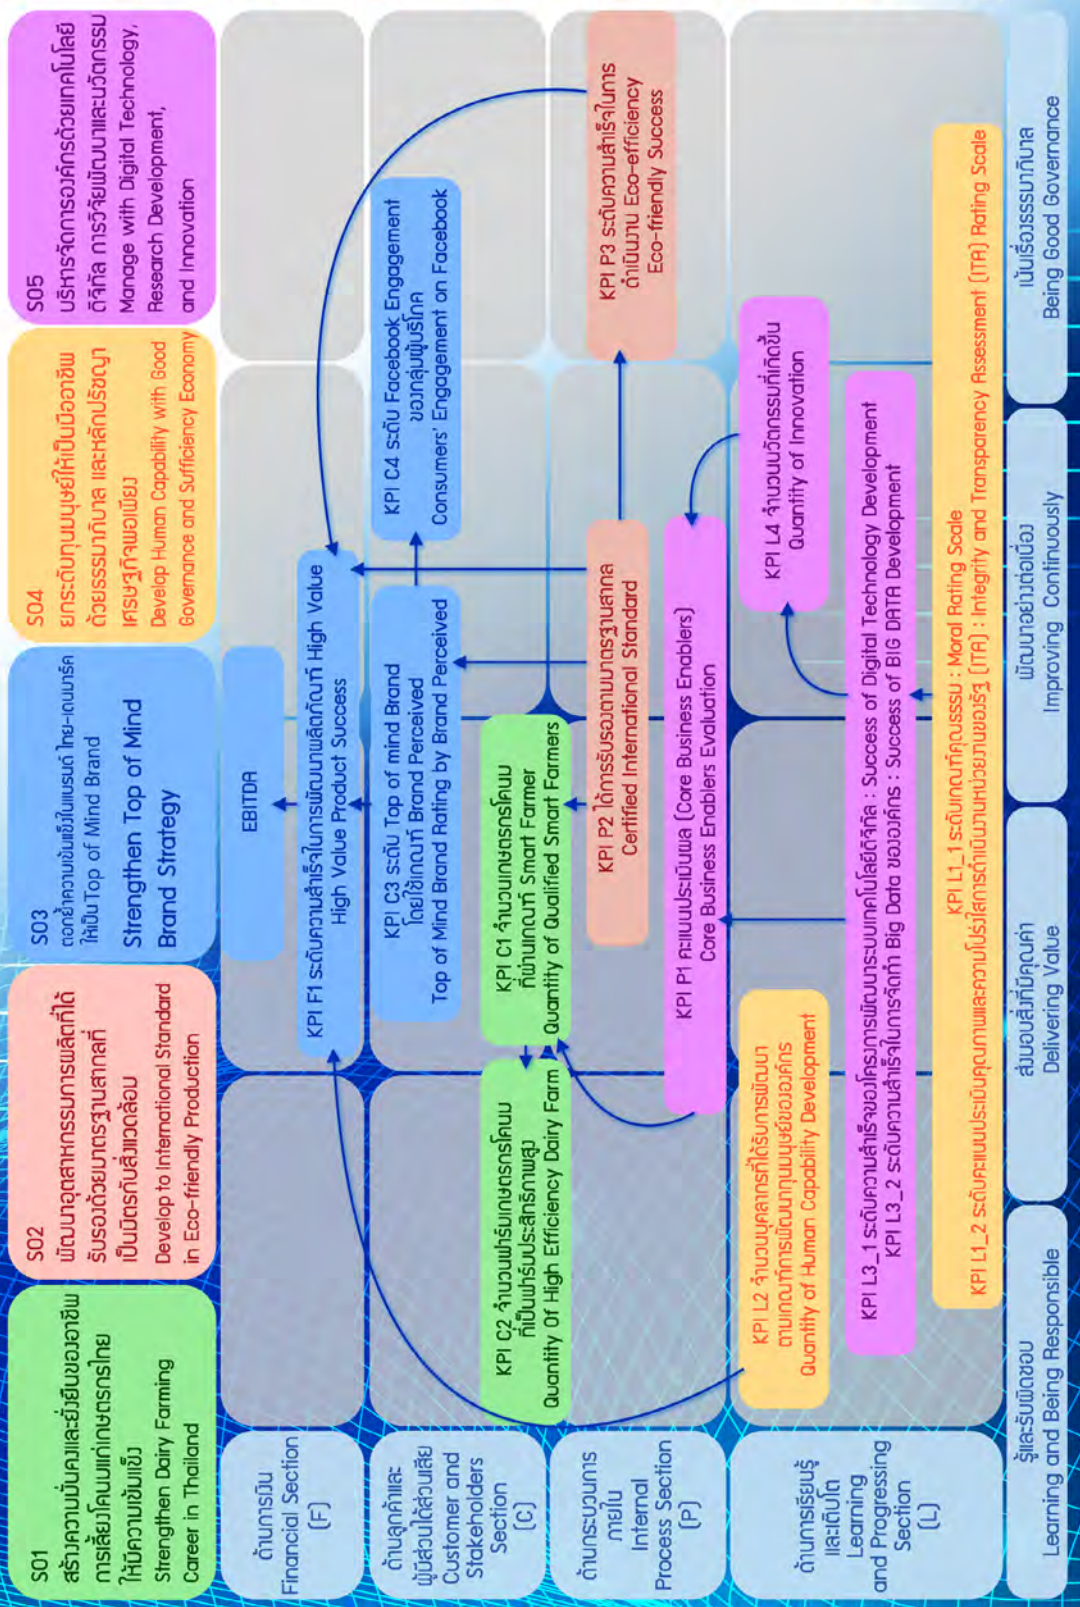 SO1
สร้างความมั่นคงและยั่งยืนของอาชีพ
การเลี้ยงโคนมแก่เกษตรกรไทย
ให้มีความเข้มแข็ง
Strengthen Dairy Farming
Career in Thailand
SO2
พัฒนาอุตสาหกรรมการผลิตที่ได้
รับรองด้วยมาตรฐานสากลที่
เป็นมิตรกับสิ่งแวดล้อม
Develop to International Standard
in Eco-friendly Production
SO3
ตอกย้ำความเข้มแข็งในแบรนด์ ไทย-เดนมาร์ค
ให้เป็น Top of Mind Brand
Strengthen Top of Mind
Brand Strategy
SO4
ยกระดับทุนมนุษย์ให้เป็นมืออาชีพ
ด้วยธรรมาภิบาล และหลักปรัชญา
เศรษฐกิจพอเพียง
Develop Human Capability with Good
Governance and Sufficiency Economy
SO5
บริหารจัดการองค์กรด้วยเทคโนโลยี
ดิจิทัล การวิจัยพัฒนาและนวัตกรรม
Manage with Digital Technology,
Research Development,
and Innovation
ด้านการเงิน
Financial Section
(F)
EBITDA
KPI F1 ระดับความสำเร็จในการพัฒนาผลิตภัณฑ์ High Value
High Value Product Success
ด้านลูกค้าและ
ผู้มีส่วนได้ส่วนเสีย
Customer and
Stakeholders
Section
(C)
KPI C3 ระดับ Top of mind Brand
โดยใช้เกณฑ์ Brand Perceived
Top of Mind Brand Rating by Brand Perceived
KPI C4 ระดับ Facebook Engagement
ของกลุ่มผู้บริโภค
Consumers' Engagement on Facebook
KPI C2 จำนวนฟาร์มเกษตรกรโคนม
ที่เป็นฟาร์มประสิทธิภาพสูง
Quantity Of High Efficiency Dairy Farm
KPI C1 จำนวนเกษตรกรโคนม
ที่ผ่านเกณฑ์ Smart Farmer
Quantity of Qualified Smart Farmers
ด้านกระบวนการ
ภายใน
Internal
Process Section
(P)
KPI P2 ได้การรับรองตามมาตรฐานสากล
Certified International Standard
KPI P3 ระดับความสำเร็จในการ
ดำเนินงาน Eco-efficiency
Eco-friendly Success
KPI P1 คะแนนประเมินผล (Core Business Enablers)
Core Business Enablers Evaluation
ด้านการเรียนรู้
และเติบโต
Learning
and Progressing
Section
(L)
KPI L2 จำนวนบุคลากรที่ได้รับการพัฒนา
ตามเกณฑ์การพัฒนาทุนมนุษย์ขององค์กร
Quantity of Human Capability Development
KPI L4 จำนวนนวัตกรรมที่เกิดขึ้น
Quantity of Innovation
KPI L3_1 ระดับความสำเร็จของโครงการพัฒนาระบบเทคโนโลยีดิจิทัล : Success of Digital Technology Development
KPI L3_2 ระดับความสำเร็จในการจัดทำ Big Data ขององค์กร : Success of BIG DATA Development
KPI L1_1 ระดับเกณฑ์คุณธรรม : Moral Rating Scale
KPI L1_2 ระดับคะแนนประเมินคุณภาพและความโปร่งใสการดำเนินงานหน่วยงานของรัฐ (ITA) : Integrity and Transparency Assessment (ITA) Rating Scale
รู้และรับผิดชอบ
Learning and Being Responsible
ส่งมอบสิ่งที่มีคุณค่า
Delivering Value
พัฒนาอย่างต่อเนื่อง
Improving Continuously
เน้นเรื่องธรรมาภิบาล
Being Good Governance